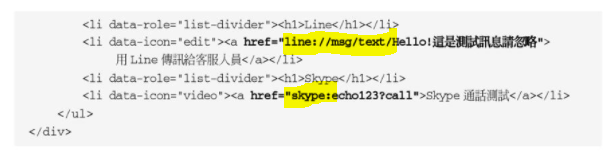 <li data-role="list-divider"><h1>Line</h1></li>
<li data-icon="edit"><a href="line://msg/text/Hello!這是測試訊息請忽略">
用 Line 傳訊給客服人員</a></li>
<li data-role="list-divider"><h1>Skype</h1></li>
<li data-icon="video"><a href="skype:echo123?call">Skype 通話測試</a></li>
</ul>
</div>